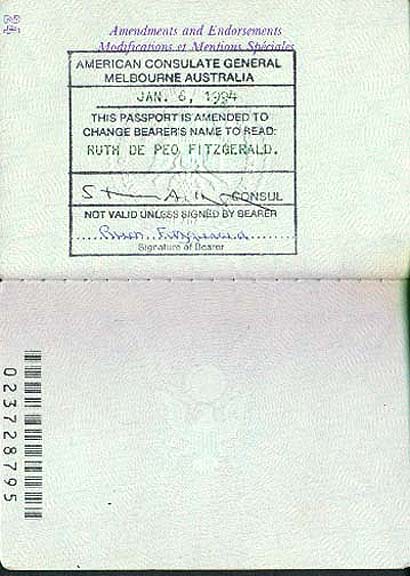 24
Amendments and Endorsements
Modifications et Mentions Spéciales
AMERICAN CONSULATE GENERAL
MELBOURNE AUSTRALIA
JAN. 6, 1994
THIS PASSPORT IS AMENDED TO
CHANGE BEARER'S NAME TO READ:
RUTH DE PEO FITZGERALD.
CONSUL
NOT VALID UNLESS SIGNED BY BEARER
Signature of Bearer
023728795